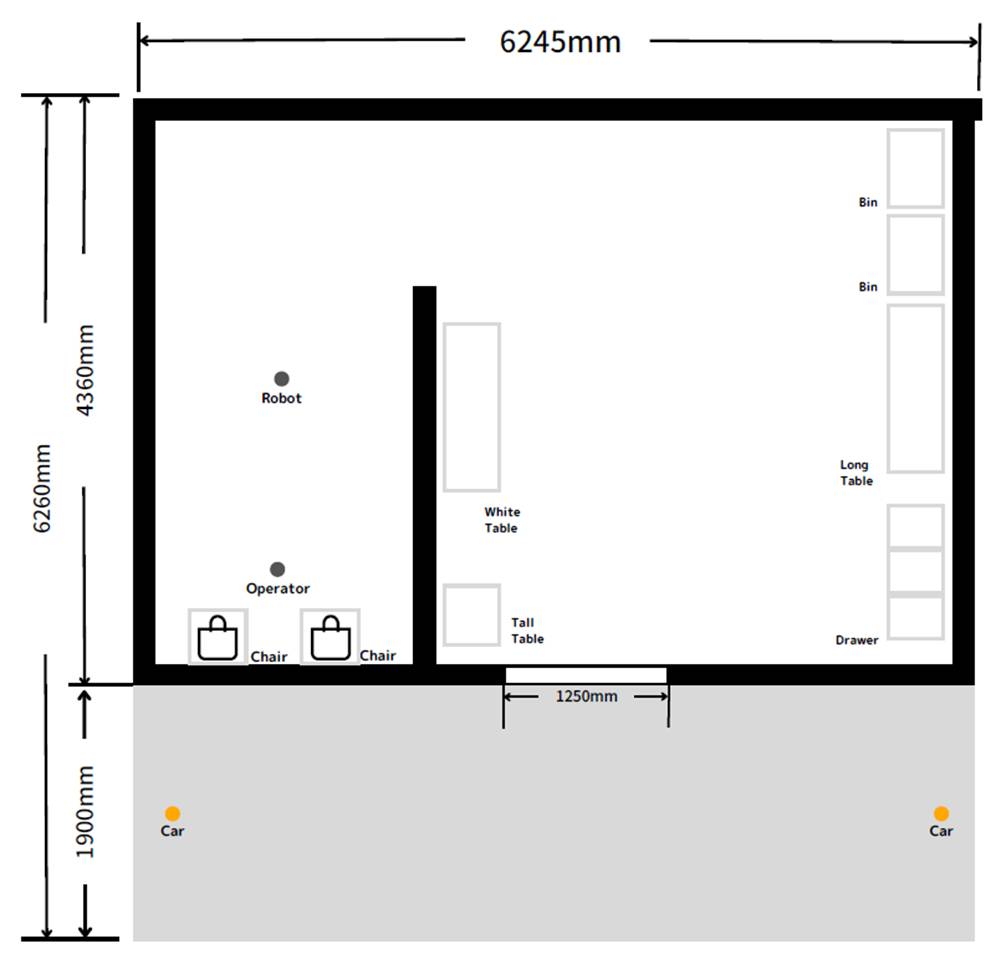 6245mm
Bin
Bin
4360mm
Robot
6260mm
Long
Table
White
Table
Operator
Tall
Table
Drawer
Chair
Chair
1250mm
1900mm
Car
Car